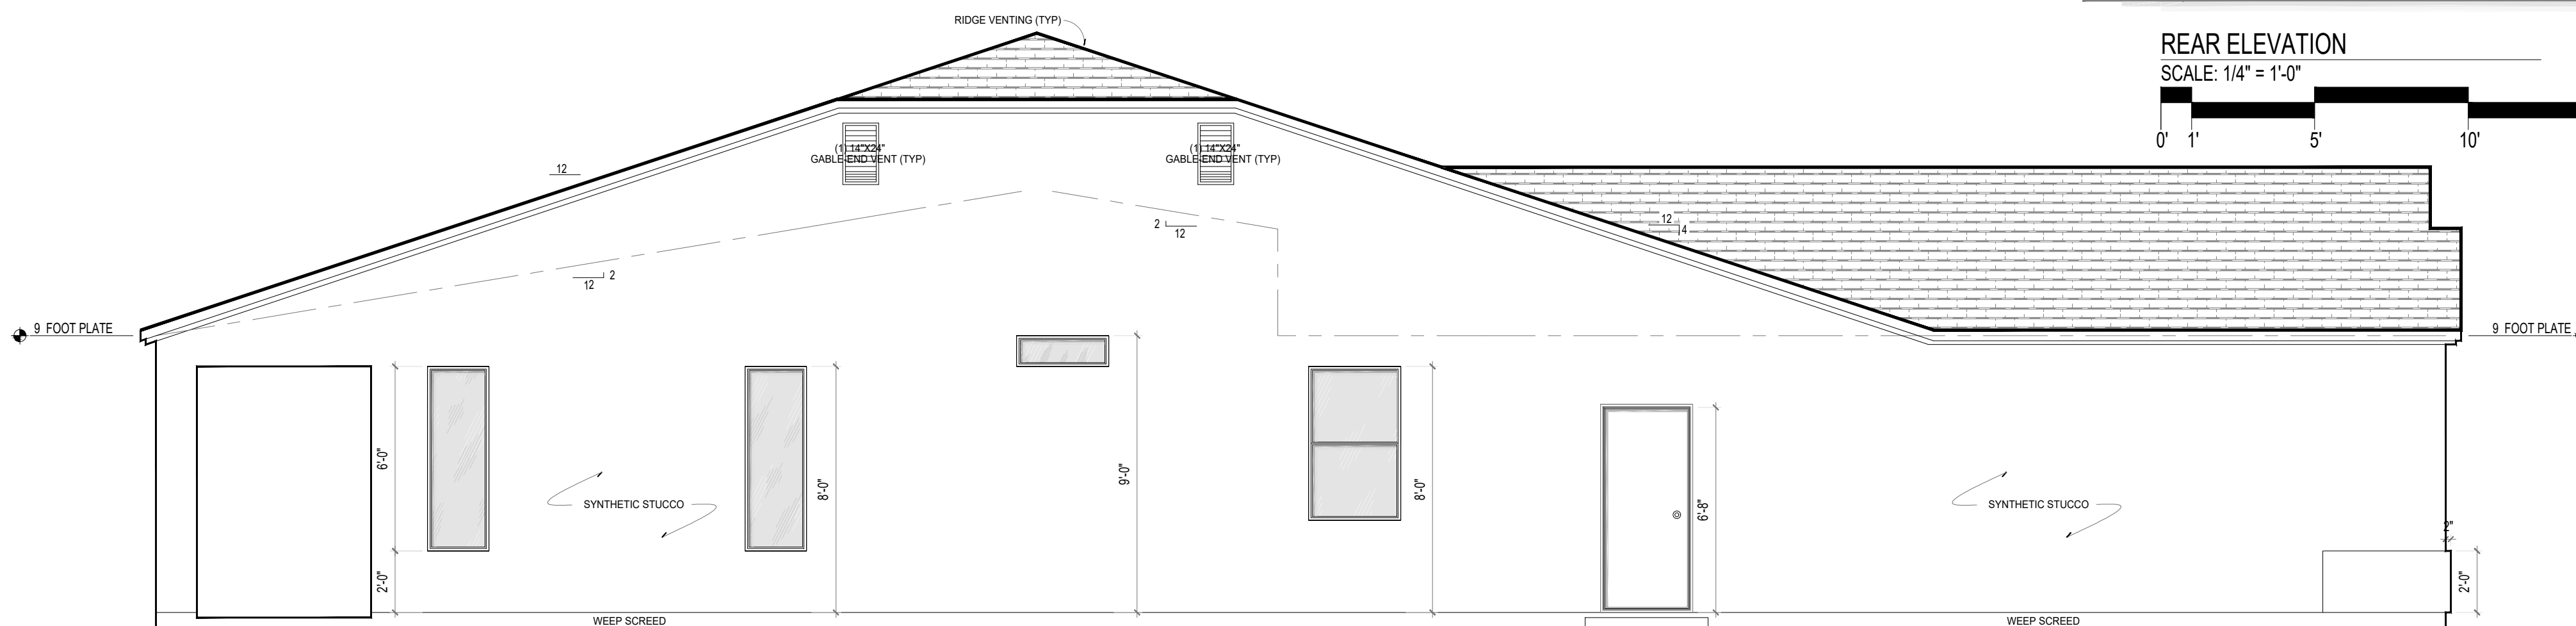 RIDGE VENTING (TYP)
REAR ELEVATION
SCALE: 1/4" = 1'-0"
0' 1' 5' 10'
(1) 14"X24"
GABLE-END VENT (TYP)
(1) 14"X24"
GABLE-END VENT (TYP)
12
12
4
2
12
2
12
9 FOOT PLATE
9 FOOT PLATE
6'-0"
2'-0"
8'-0"
9'-0"
8'-0"
6'-8"
2"
2'-0"
SYNTHETIC STUCCO
SYNTHETIC STUCCO
WEEP SCREED
WEEP SCREED